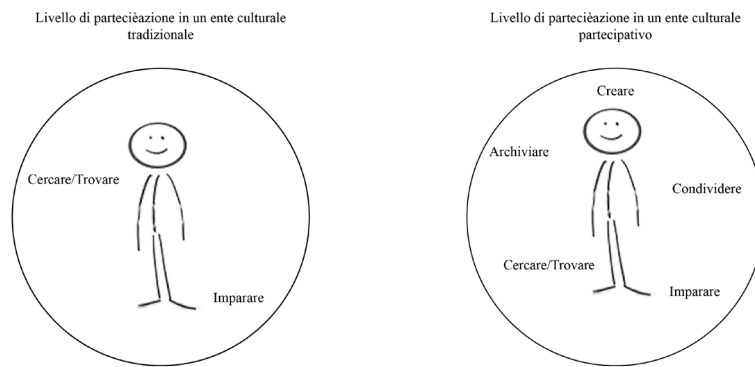 Livello di partecièazione in un ente culturale
tradizionale
Cercare/Trovare
Imparare
Livello di partecièazione in un ente culturale
partecipativo
Creare
Archiviare
Condividere
Cercare/Trovare
Imparare